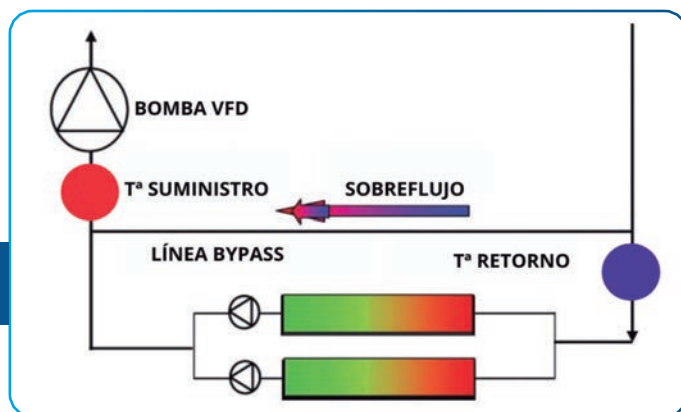 BOMBA VFD
Tª SUMINISTRO
SOBREFLUJO
LÍNEA BYPASS
Tª RETORNO